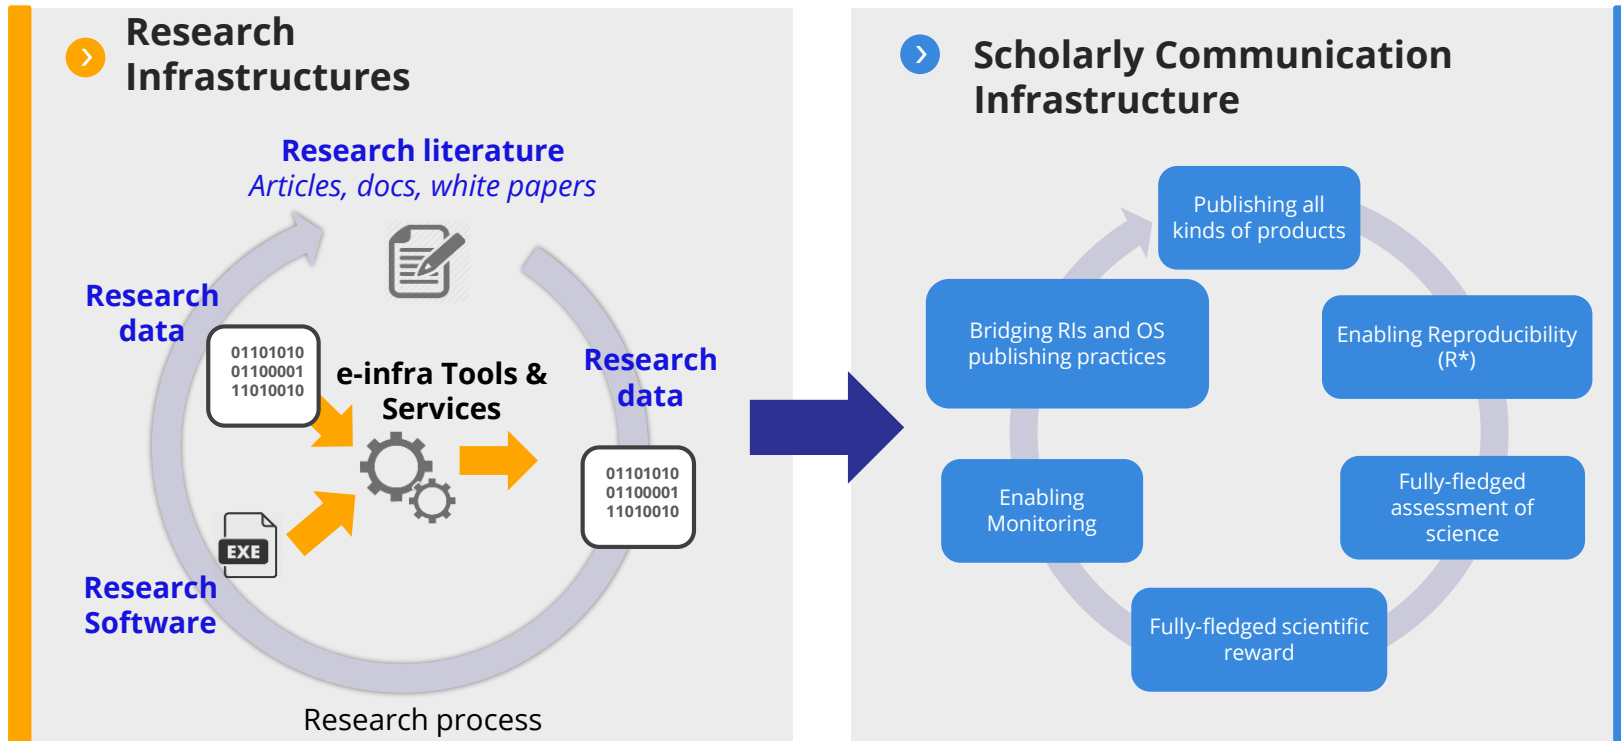 Research
Infrastructures
Research literature
Articles, docs, white papers
Research
data
01101010
01100001
11010010
e-infra Tools &
Services
Research
data
01101010
01100001
11010010
EXE
Research
Software
Research process
Scholarly Communication
Infrastructure
Publishing all
kinds of products
Enabling Reproducibility
(R*)
Fully-fledged
assessment of
science
Fully-fledged scientific
reward
Enabling
Monitoring
Bridging RIs and OS
publishing practices